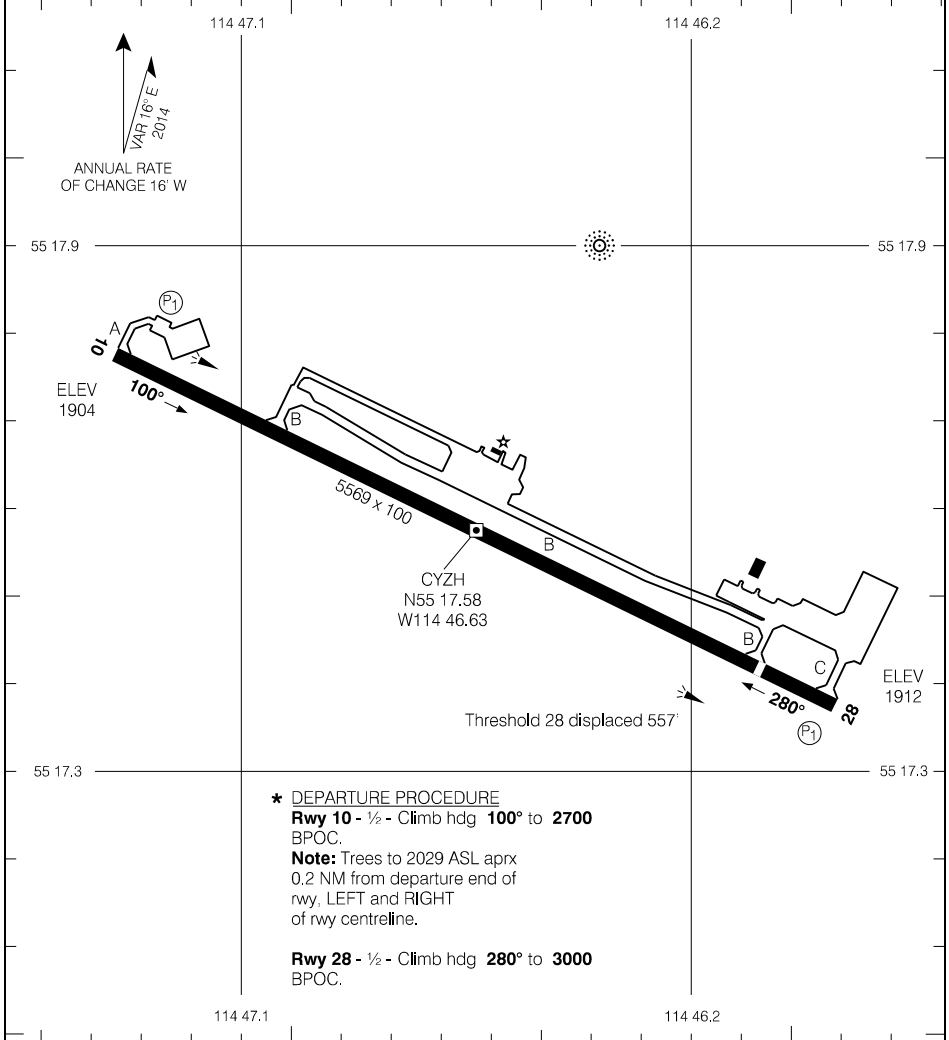 114 47.1
114 46.2
VAR 16° E
2014
ANNUAL RATE
OF CHANGE 16' W
55 17.9
55 17.9
P1
A
10
ELEV
1904
100°
B
5569 x 100
B
CYZH
N55 17.58
W114 46.63
B
C
ELEV
1912
280°
28
Threshold 28 displaced 557'
P1
55 17.3
55 17.3
* DEPARTURE PROCEDURE
Rwy 10 - ½ - Climb hdg 100° to 2700
BPOC.
Note: Trees to 2029 ASL aprx
0.2 NM from departure end of
rwy, LEFT and RIGHT
of rwy centreline.
Rwy 28 - ½ - Climb hdg 280° to 3000
BPOC.
114 47.1
114 46.2